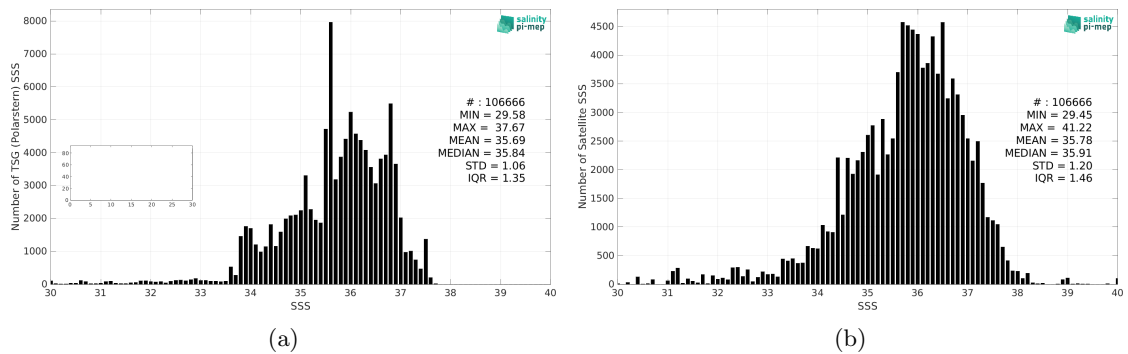 8000
7000
6000
5000
4000
3000
2000
1000
0
Number of TSG (Polarstern) SSS
80
60
40
20
0
0 5 10 15 20 25 30
salinity
pi-mep
# : 106666
MIN = 29.58
MAX = 37.67
MEAN = 35.69
MEDIAN = 35.84
STD = 1.06
IQR = 1.35
30 31 32 33 34 35 36 37 38 39 40
SSS
(a)
4500
4000
3500
3000
2500
2000
1500
1000
500
0
Number of Satellite SSS
salinity
pi-mep
# : 106666
MIN = 29.45
MAX = 41.22
MEAN = 35.78
MEDIAN = 35.91
STD = 1.20
IQR = 1.46
30 31 32 33 34 35 36 37 38 39 40
SSS
(b)